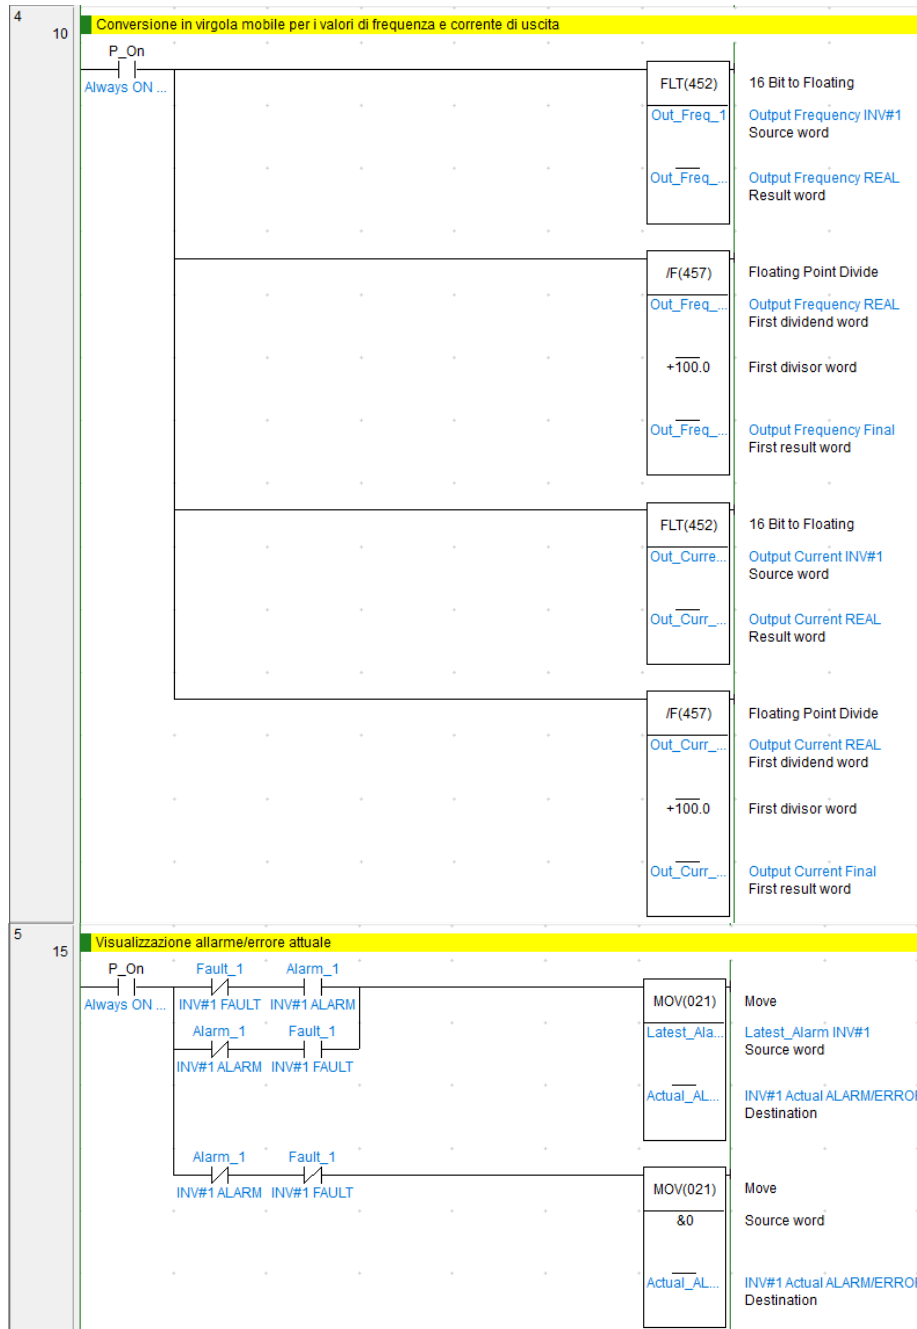 4
10
Conversione in virgola mobile per i valori di frequenza e corrente di uscita
P_On
Always ON ...
FLT(452)
16 Bit to Floating
Out_Freq_1
Output Frequency INV#1
Source word
Out_Freq_...
Output Frequency REAL
Result word
/F(457)
Floating Point Divide
Out_Freq_...
Output Frequency REAL
First dividend word
+100.0
First divisor word
Out_Freq_...
Output Frequency Final
First result word
FLT(452)
16 Bit to Floating
Out_Curre...
Output Current INV#1
Source word
Out_Curr_...
Output Current REAL
Result word
/F(457)
Floating Point Divide
Out_Curr_...
Output Current REAL
First dividend word
+100.0
First divisor word
Out_Curr_...
Output Current Final
First result word
5
15
Visualizzazione allarme/errore attuale
P_On Fault_1 Alarm_1
Always ON ... INV#1 FAULT INV#1 ALARM
MOV(021)
Move
Alarm_1 Fault_1
INV#1 ALARM INV#1 FAULT
Latest_Ala...
Latest_Alarm INV#1
Source word
Actual_AL...
INV#1 Actual ALARM/ERROR
Destination
Alarm_1 Fault_1
INV#1 ALARM INV#1 FAULT
MOV(021)
Move
&0
Source word
Actual_AL...
INV#1 Actual ALARM/ERROR
Destination